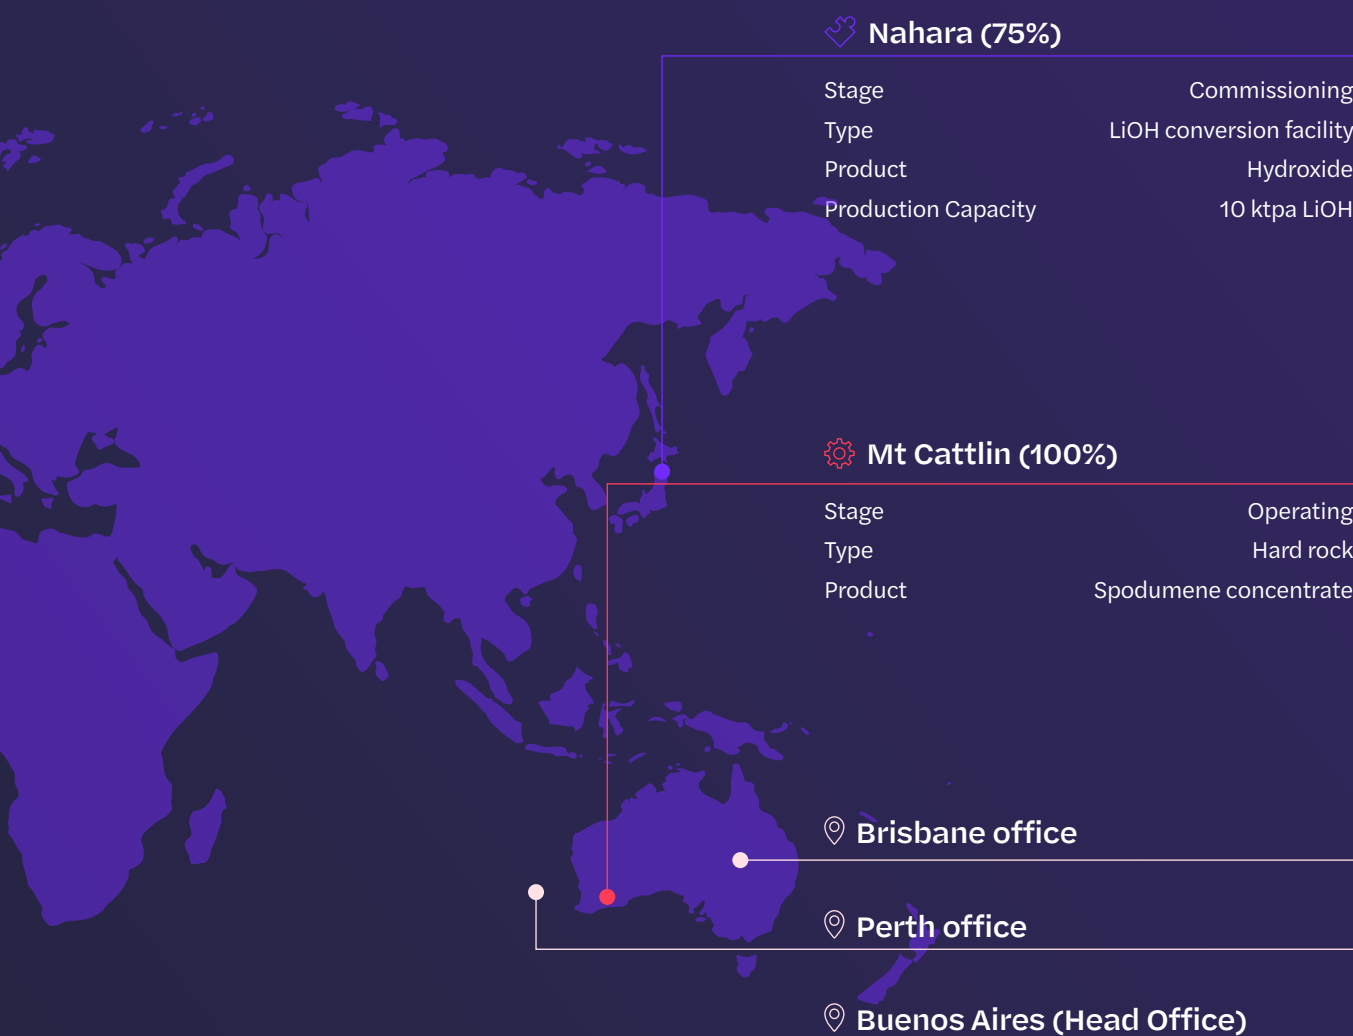 Nahara (75%)
Stage Commissioning
Type LiOH conversion facility
Product Hydroxide
Production Capacity 10 ktpa LiOH
Mt Cattlin (100%)
Stage Operating
Type Hard rock
Product Spodumene concentrate
Brisbane office
Perth office
Buenos Aires (Head Office)